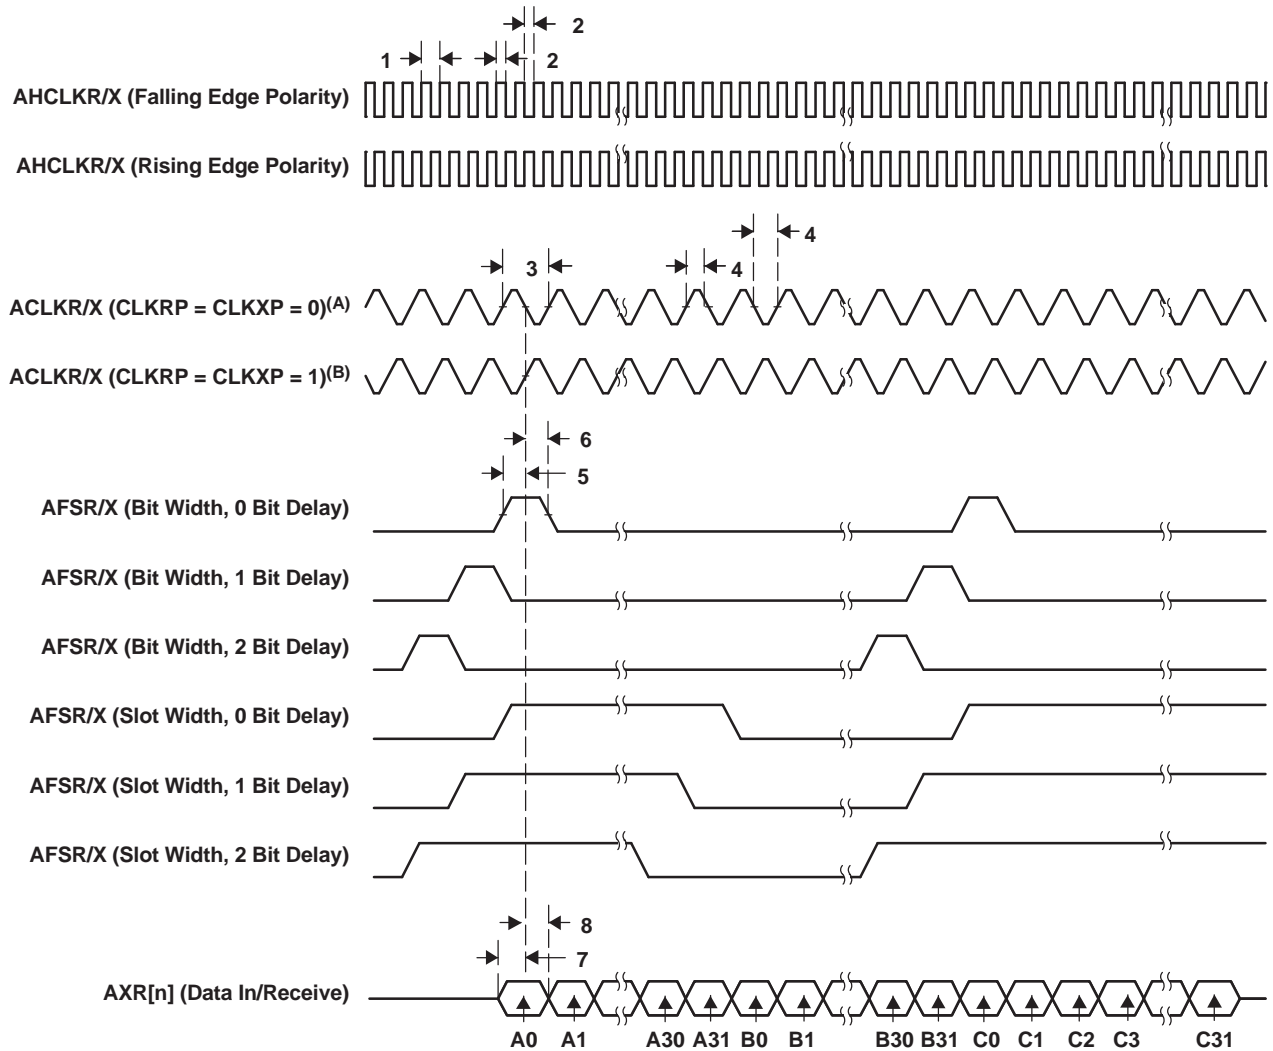 2
1
2
AHCLKR/X (Falling Edge Polarity)
AHCLKR/X (Rising Edge Polarity)
4
3
4
ACLKR/X (CLKRP = CLKXP = 0)(A)
ACLKR/X (CLKRP = CLKXP = 1)(B)
6
5
AFSR/X (Bit Width, 0 Bit Delay)
AFSR/X (Bit Width, 1 Bit Delay)
AFSR/X (Bit Width, 2 Bit Delay)
AFSR/X (Slot Width, 0 Bit Delay)
AFSR/X (Slot Width, 1 Bit Delay)
AFSR/X (Slot Width, 2 Bit Delay)
8
7
AXR[n] (Data In/Receive)
A0 A1 A30 A31 B0 B1 B30 B31 C0 C1 C2 C3 C31